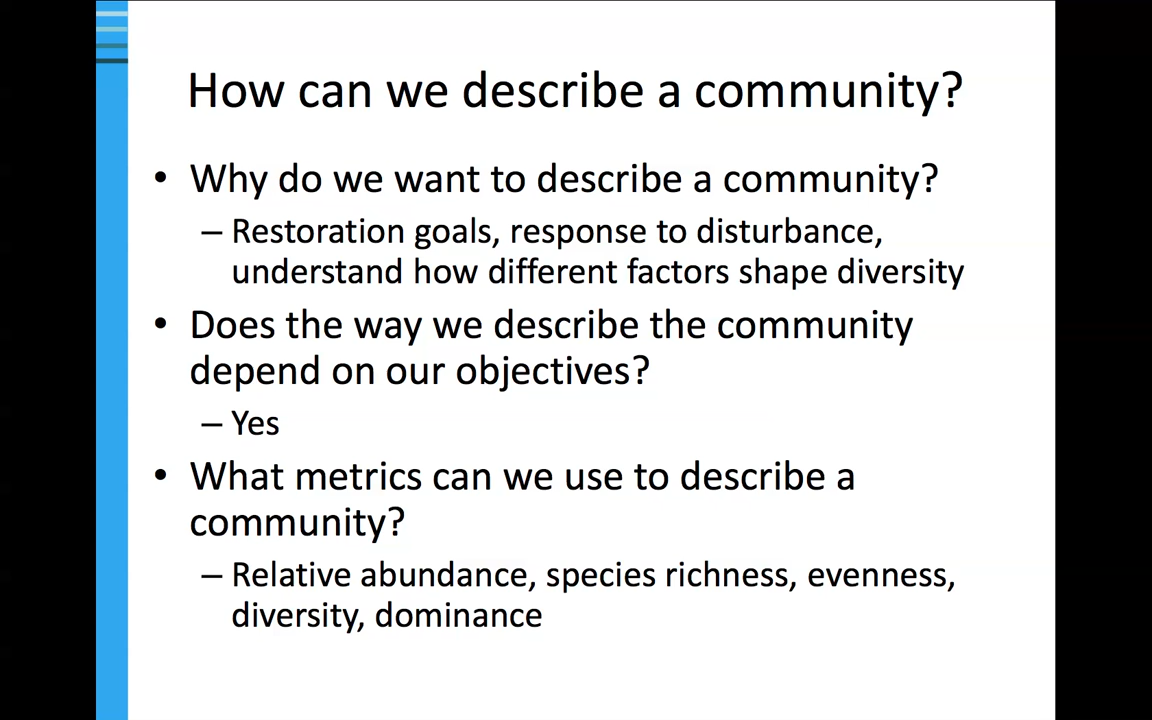 How can we describe a community?
• Why do we want to describe a community?
– Restoration goals, response to disturbance,
understand how different factors shape diversity
• Does the way we describe the community
depend on our objectives?
– Yes
• What metrics can we use to describe a
community?
– Relative abundance, species richness, evenness,
diversity, dominance